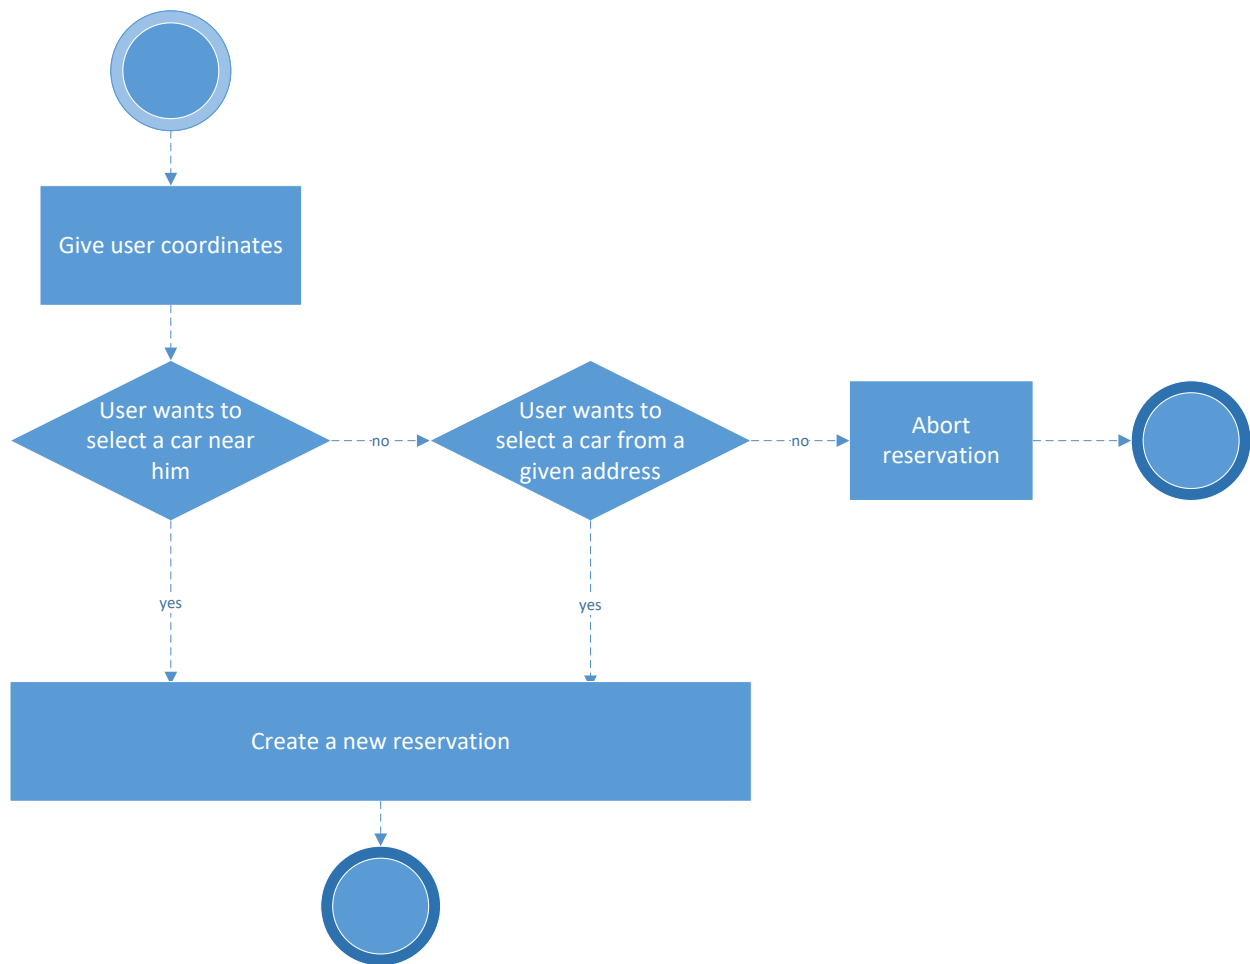 Give user coordinates
User wants to
select a car near
him
no
User wants to
select a car from a
given address
no
Abort
reservation
yes
yes
Create a new reservation